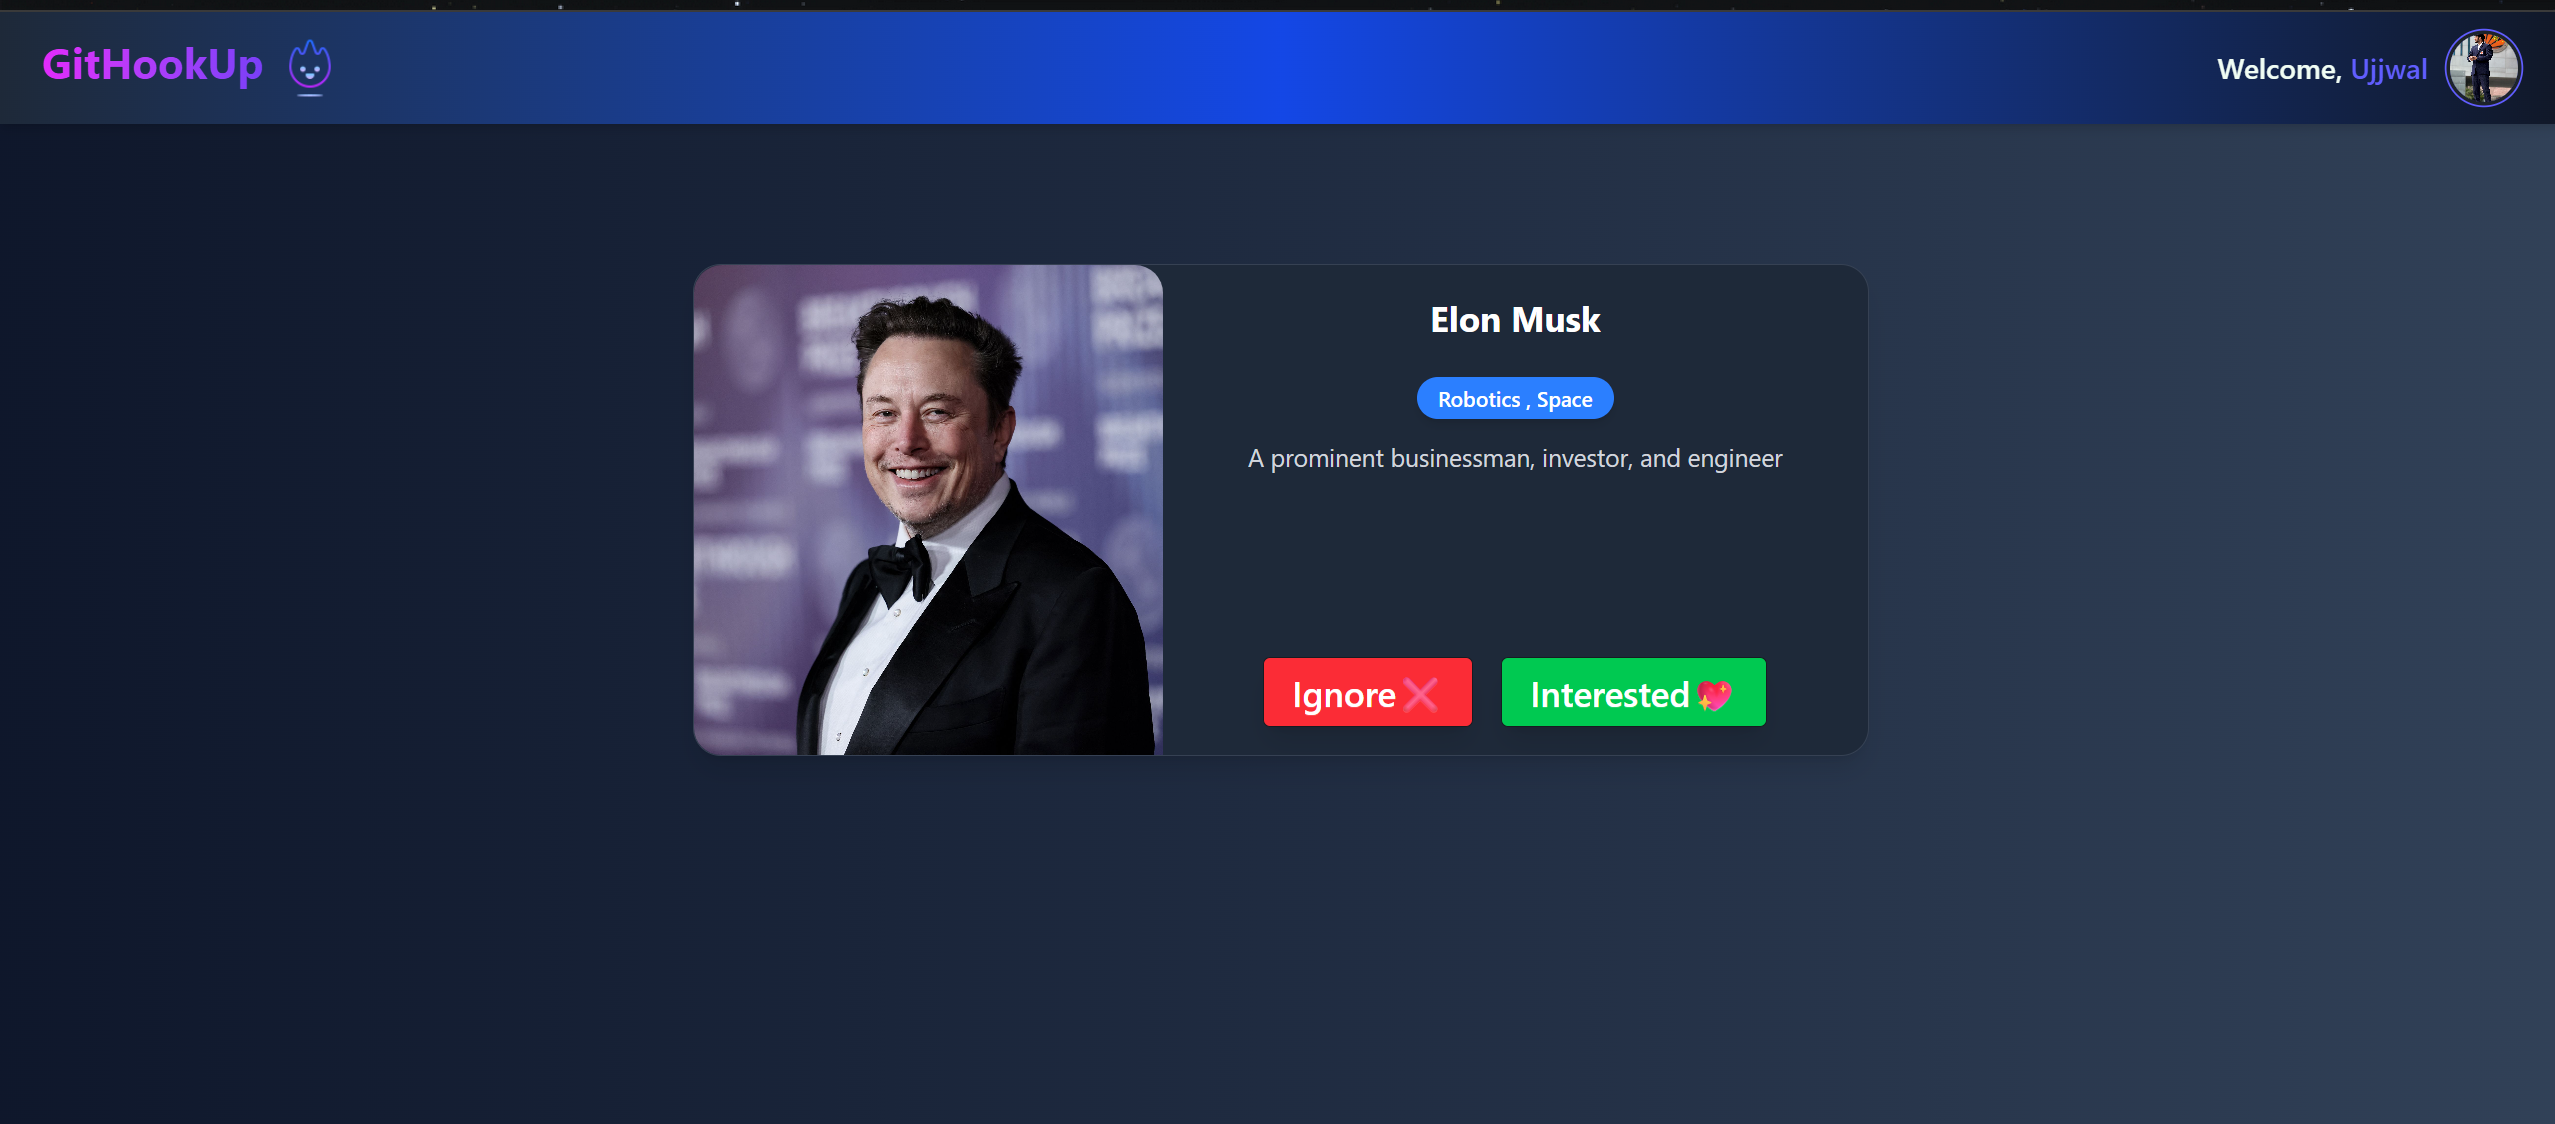 GitHookUp
Welcome, Ujjwal
Elon Musk
Robotics , Space
A prominent businessman, investor, and engineer
Ignore❌
Interested💖